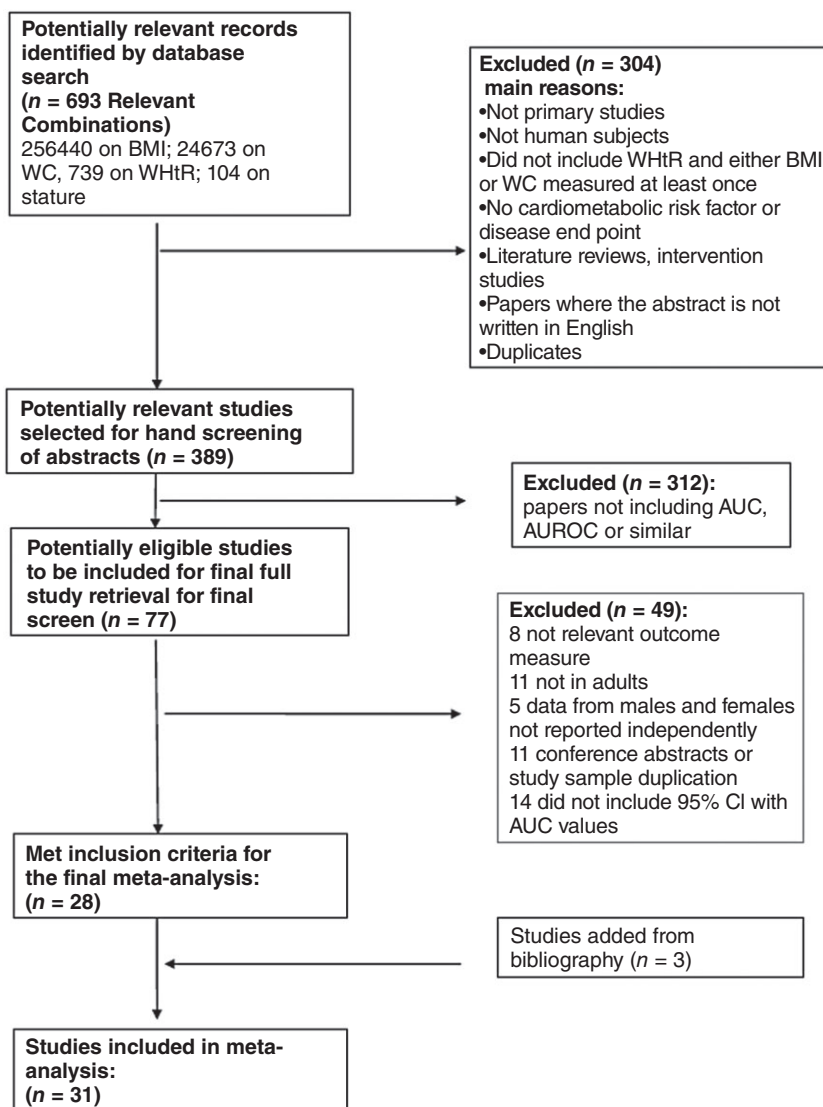 Potentially relevant records
identified by database
search
(n = 693 Relevant
Combinations)
256440 on BMI; 24673 on
WC, 739 on WHtR; 104 on
stature
Excluded (n = 304)
main reasons:
•Not primary studies
•Not human subjects
•Did not include WHtR and either BMI
or WC measured at least once
•No cardiometabolic risk factor or
disease end point
•Literature reviews, intervention
studies
•Papers where the abstract is not
written in English
•Duplicates
Potentially relevant studies
selected for hand screening
of abstracts (n = 389)
Excluded (n = 312):
papers not including AUC,
AUROC or similar
Potentially eligible studies
to be included for final full
study retrieval for final
screen (n = 77)
Excluded (n = 49):
8 not relevant outcome
measure
11 not in adults
5 data from males and females
not reported independently
11 conference abstracts or
study sample duplication
14 did not include 95% CI with
AUC values
Met inclusion criteria for
the final meta-analysis:
(n = 28)
Studies added from
bibliography (n = 3)
Studies included in meta-
analysis:
(n = 31)